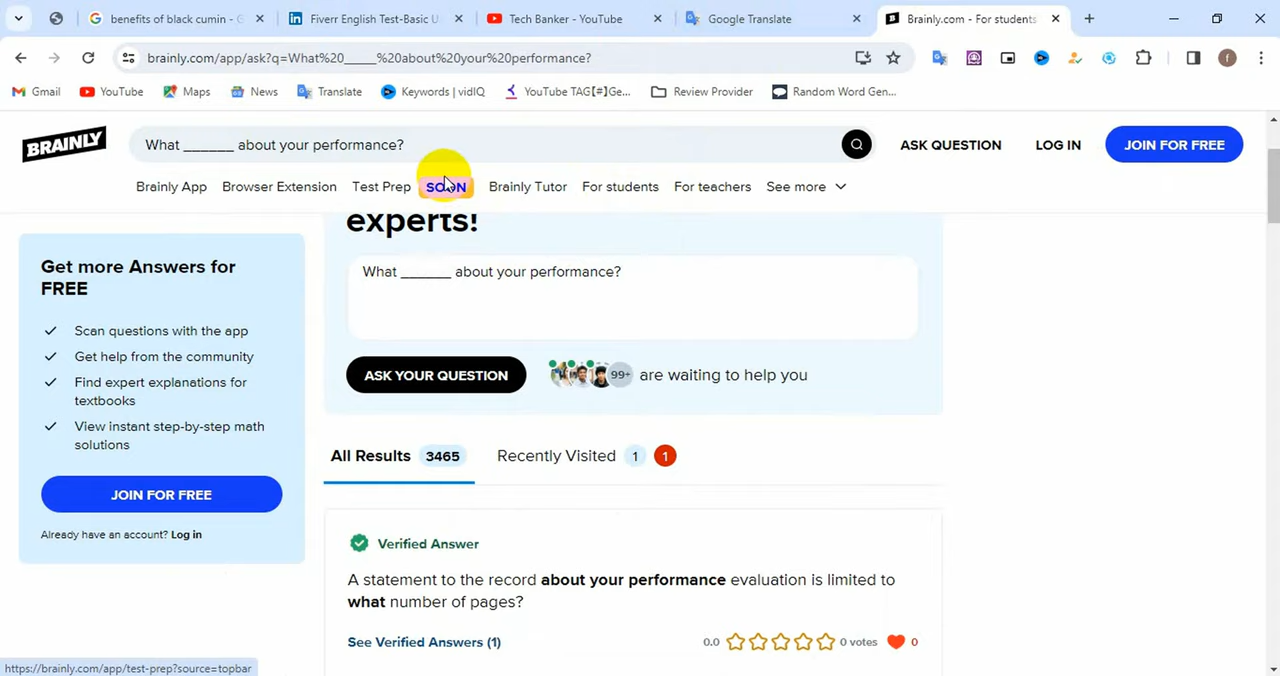 benefits of black cumin - G
Fiverr English Test-Basic U
Tech Banker - YouTube
Google Translate
Brainly.com - For students
brainly.com/app/ask?q=What%20______%20about%20your%20performance?
f
Gmail
YouTube
Maps
News
Translate
Keywords | vidIQ
YouTube TAG【#】Ge...
Review Provider
Random Word Gen...
BRAINLY
What ______ about your performance?
ASK QUESTION
LOG IN
JOIN FOR FREE
Brainly App
Browser Extension
Test Prep
SOON
Brainly Tutor
For students
For teachers
See more
experts!
What ______ about your performance?
ASK YOUR QUESTION
99+
are waiting to help you
Get more Answers for
FREE
Scan questions with the app
Get help from the community
Find expert explanations for
textbooks
View instant step-by-step math
solutions
JOIN FOR FREE
Already have an account? Log in
All Results 3465
Recently Visited 1 1
Verified Answer
A statement to the record about your performance evaluation is limited to
what number of pages?
See Verified Answers (1)
0.0
0 votes
0
https://brainly.com/app/test-prep?source=topbar